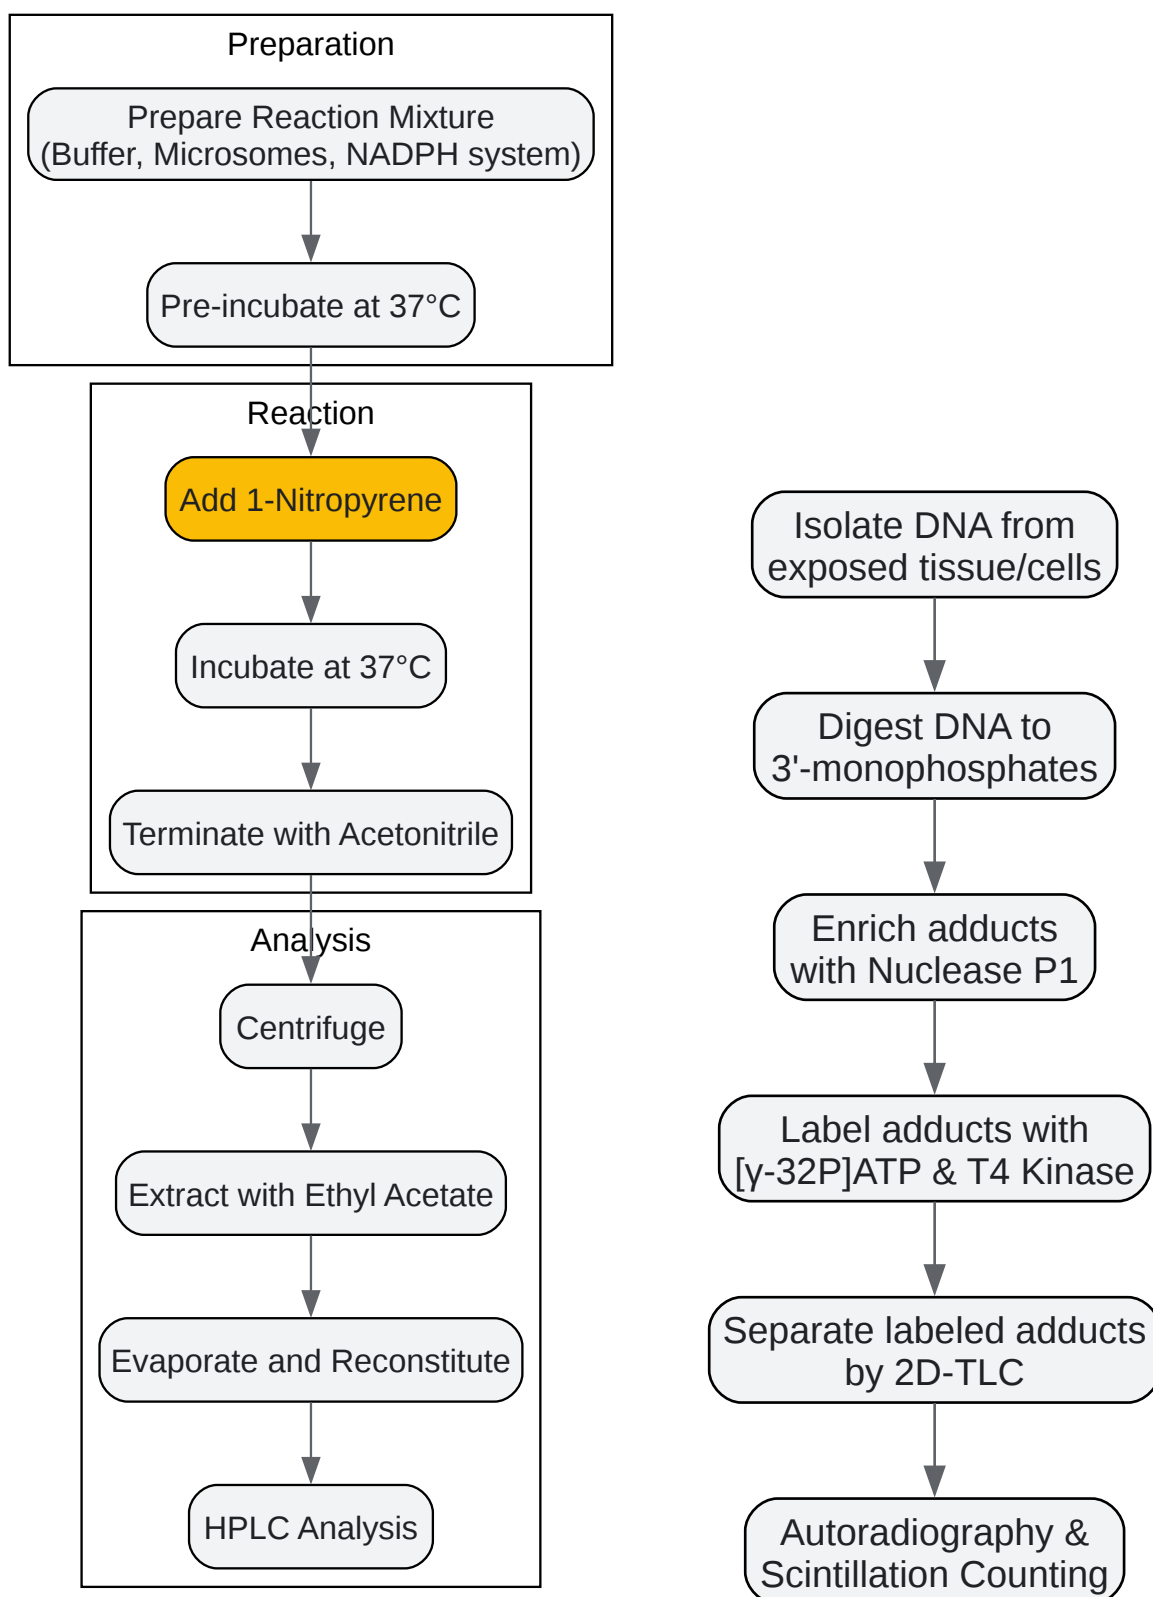 Preparation
Prepare Reaction Mixture
(Buffer, Microsomes, NADPH system)
Pre-incubate at 37°C
Reaction
Add 1-Nitropyrene
Incubate at 37°C
Terminate with Acetonitrile
Analysis
Centrifuge
Extract with Ethyl Acetate
Evaporate and Reconstitute
HPLC Analysis
Isolate DNA from
exposed tissue/cells
Digest DNA to
3'-monophosphates
Enrich adducts
with Nuclease P1
Label adducts with
[γ-32P]ATP & T4 Kinase
Separate labeled adducts
by 2D-TLC
Autoradiography &
Scintillation Counting